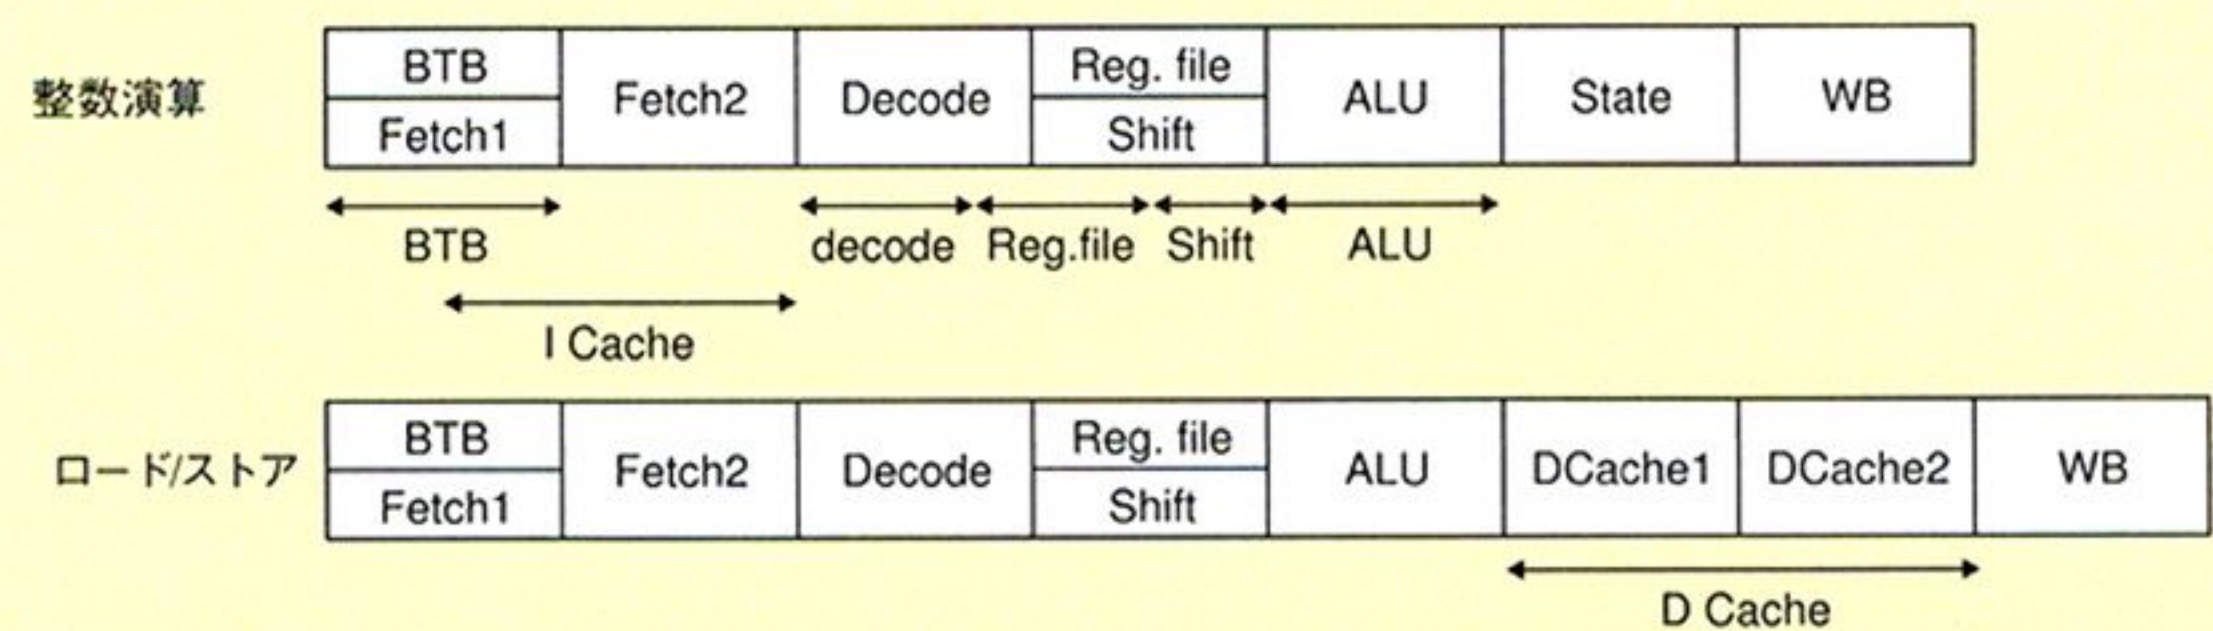 整数演算
BTB
Fetch1
Fetch2
Decode
Reg. file
Shift
ALU
State
WB
BTB
decode
Reg.file
Shift
ALU
I Cache
ロード/ストア
BTB
Fetch1
Fetch2
Decode
Reg. file
Shift
ALU
DCache1
DCache2
WB
D Cache